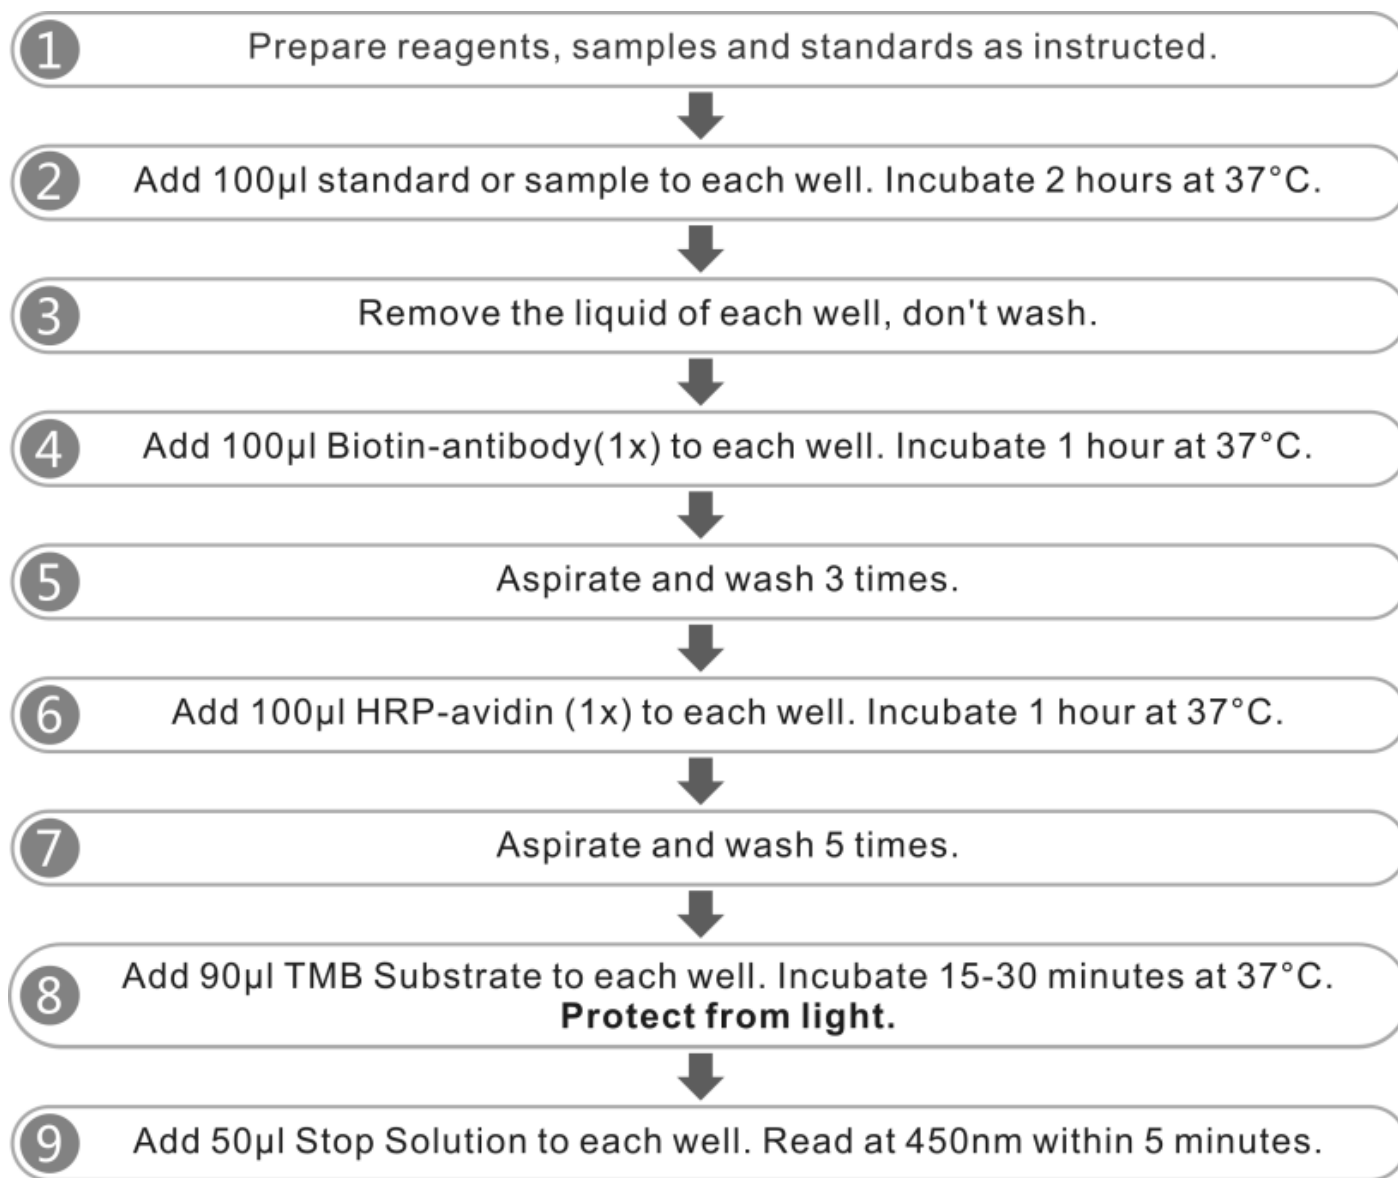 1 Prepare reagents, samples and standards as instructed.
2 Add 100µl standard or sample to each well. Incubate 2 hours at 37°C.
3 Remove the liquid of each well, don't wash.
4 Add 100µl Biotin-antibody(1x) to each well. Incubate 1 hour at 37°C.
5 Aspirate and wash 3 times.
6 Add 100µl HRP-avidin (1x) to each well. Incubate 1 hour at 37°C.
7 Aspirate and wash 5 times.
8 Add 90µl TMB Substrate to each well. Incubate 15-30 minutes at 37°C.
Protect from light.
9 Add 50µl Stop Solution to each well. Read at 450nm within 5 minutes.